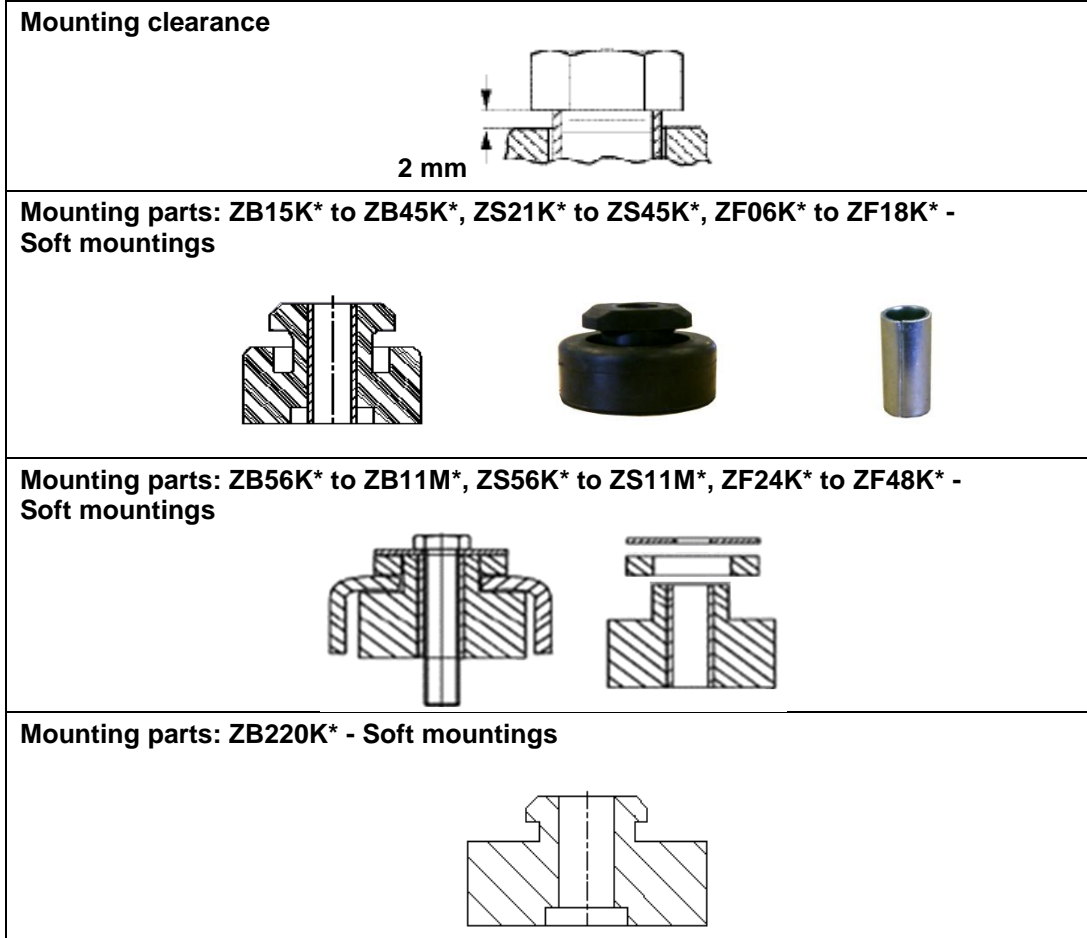 Mounting clearance
2 mm
Mounting parts: ZB15K* to ZB45K*, ZS21K* to ZS45K*, ZF06K* to ZF18K* -
Soft mountings
Mounting parts: ZB56K* to ZB11M*, ZS56K* to ZS11M*, ZF24K* to ZF48K* -
Soft mountings
Mounting parts: ZB220K* - Soft mountings